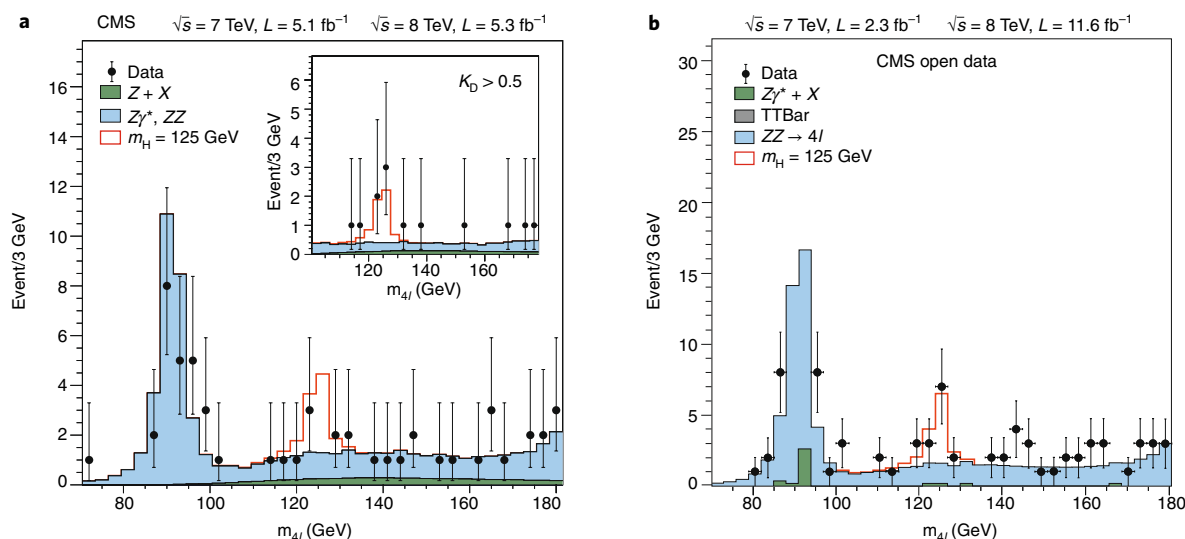 a
CMS √s = 7 TeV, L = 5.1 fb⁻¹ √s = 8 TeV, L = 5.3 fb⁻¹
Event/3 GeV
16
14
12
10
8
6
4
2
0
Data
Z + X
Zγ*, ZZ
m_H = 125 GeV
K_D > 0.5
Event/3 GeV
6
5
4
3
2
1
0
120 140 160
m_4l (GeV)
80 100 120 140 160 180
m_4l (GeV)
b
√s = 7 TeV, L = 2.3 fb⁻¹ √s = 8 TeV, L = 11.6 fb⁻¹
CMS open data
Event/3 GeV
30
25
20
15
10
5
0
Data
Zγ* + X
TTBar
ZZ → 4l
m_H = 125 GeV
80 100 120 140 160 180
m_4l (GeV)